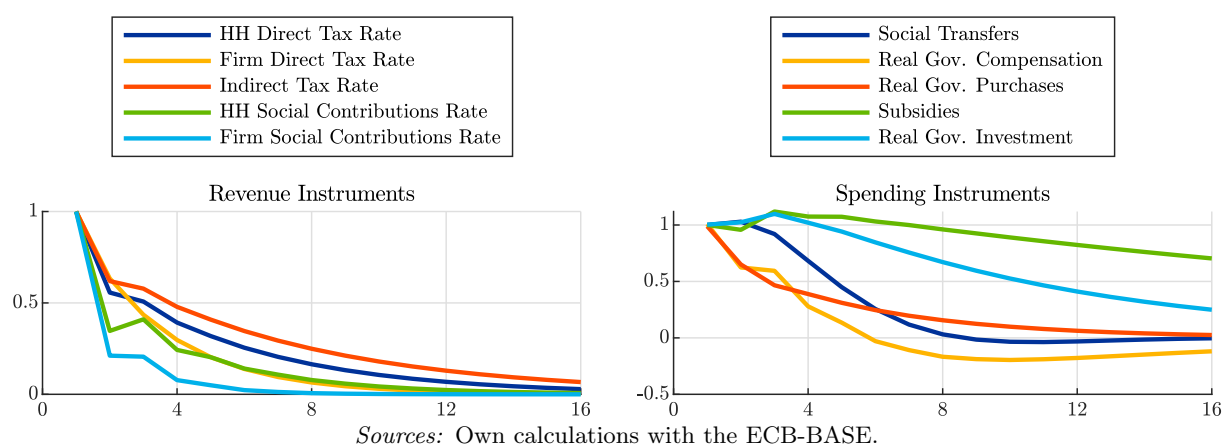 HH Direct Tax Rate
Firm Direct Tax Rate
Indirect Tax Rate
HH Social Contributions Rate
Firm Social Contributions Rate
Social Transfers
Real Gov. Compensation
Real Gov. Purchases
Subsidies
Real Gov. Investment
Revenue Instruments
1
0.5
0
0 4 8 12 16
Spending Instruments
1
0.5
0
-0.5
0 4 8 12 16
Sources: Own calculations with the ECB-BASE.